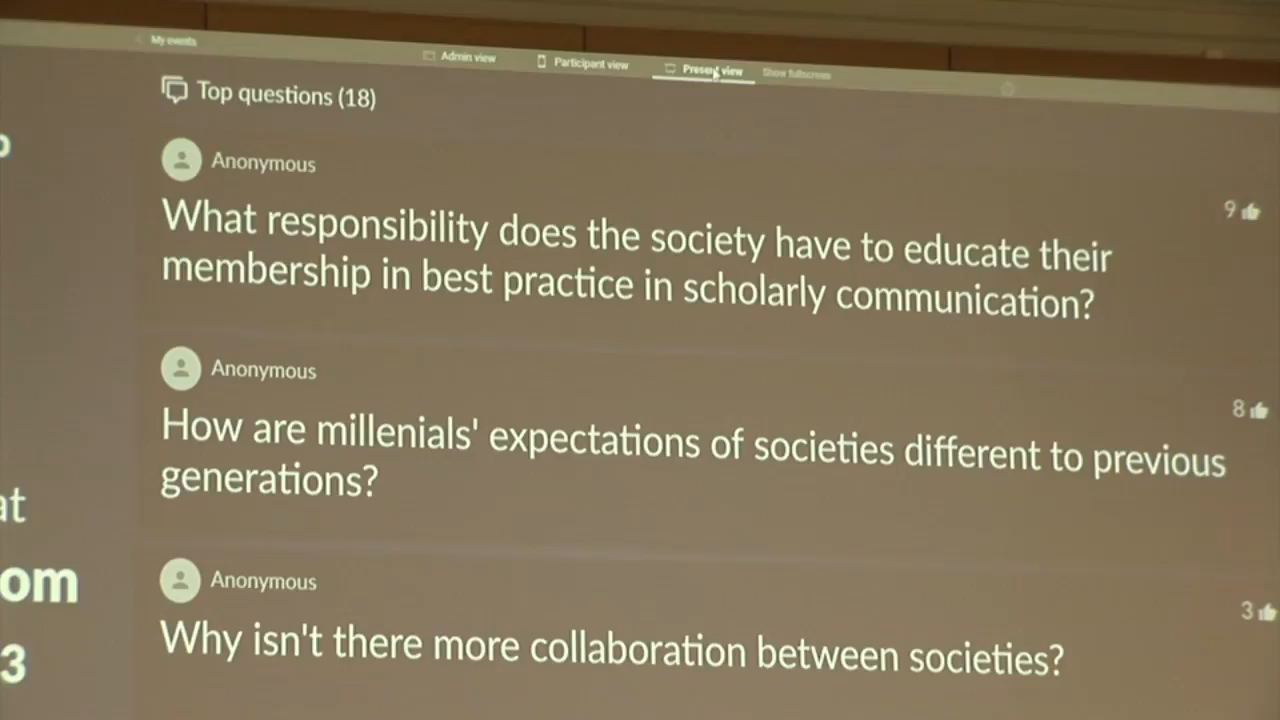 My events
Admin view
Participant view
Present view
Show fullscreen
Top questions (18)
Anonymous
9
What responsibility does the society have to educate their
membership in best practice in scholarly communication?
Anonymous
8
How are millenials' expectations of societies different to previous
generations?
Anonymous
3
Why isn't there more collaboration between societies?
at
om
3